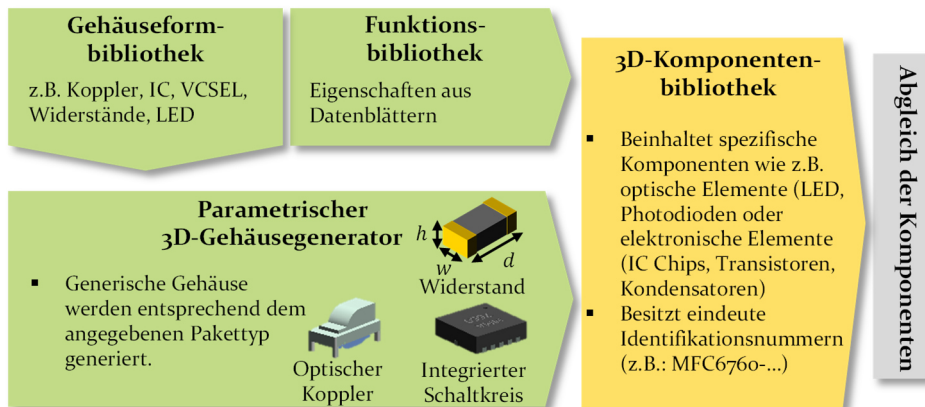 Gehäuseform-
bibliothek
z.B. Koppler, IC, VCSEL,
Widerstände, LED
Funktions-
bibliothek
Eigenschaften aus
Datenblättern
Parametrischer
3D-Gehäusegenerator
▪ Generische Gehäuse
werden entsprechend dem
angegebenen Pakettyp
generiert.
h
w
d
Widerstand
Optischer
Koppler
Integrierter
Schaltkreis
3D-Komponenten-
bibliothek
▪ Beinhaltet spezifische
Komponenten wie z.B.
optische Elemente (LED,
Photodioden oder
elektronische Elemente
(IC Chips, Transistoren,
Kondensatoren)
▪ Besitzt eindeute
Identifikationsnummern
(z.B.: MFC6760-...)
Abgleich der Komponenten